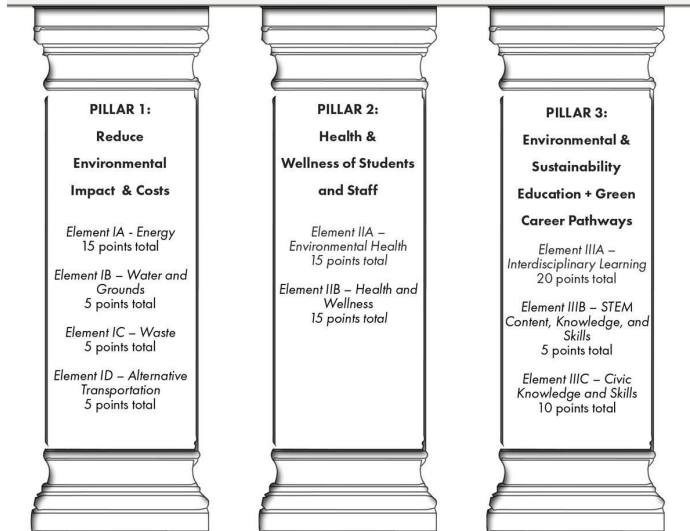 PILLAR 1:
Reduce
Environmental
Impact & Costs
Element IA - Energy
15 points total
Element IB – Water and
Grounds
5 points total
Element IC – Waste
5 points total
Element ID – Alternative
Transportation
5 points total
PILLAR 2:
Health &
Wellness of Students
and Staff
Element IIA –
Environmental Health
15 points total
Element IIB – Health and
Wellness
15 points total
PILLAR 3:
Environmental &
Sustainability
Education + Green
Career Pathways
Element IIIA –
Interdisciplinary Learning
20 points total
Element IIIB – STEM
Content, Knowledge, and
Skills
5 points total
Element IIIC – Civic
Knowledge and Skills
10 points total